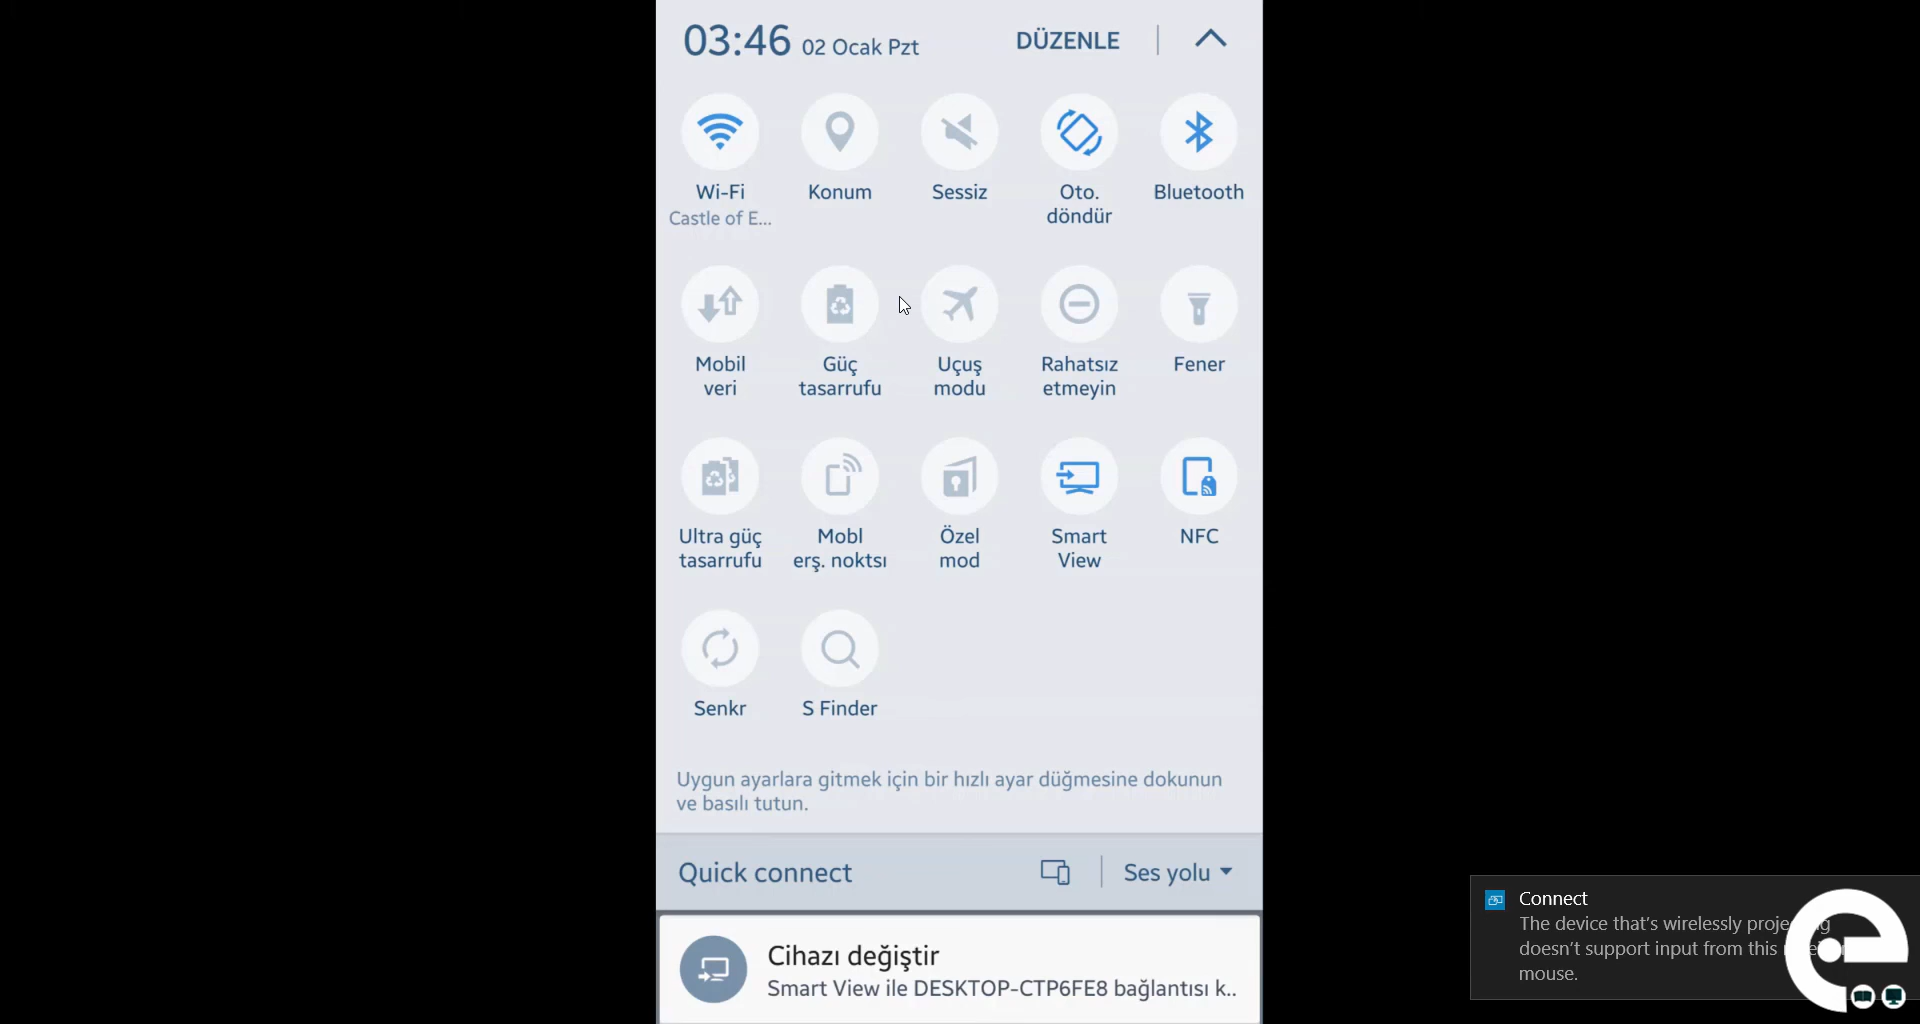 03:46 02 Ocak Pzt DÜZENLE
Wi-Fi Konum Sessiz Oto. Bluetooth
Castle of E... döndür
Mobil Güç Uçuş Rahatsız Fener
veri tasarrufu modu etmeyin
Ultra güç Mobl Özel Smart NFC
tasarrufu erş. noktsı mod View
Senkr S Finder
Uygun ayarlara gitmek için bir hızlı ayar düğmesine dokunun
ve basılı tutun.
Quick connect Ses yolu
Cihazı değiştir
Smart View ile DESKTOP-CTP6FE8 bağlantısı k..
Connect
The device that's wirelessly
doesn't support input from this
mouse.